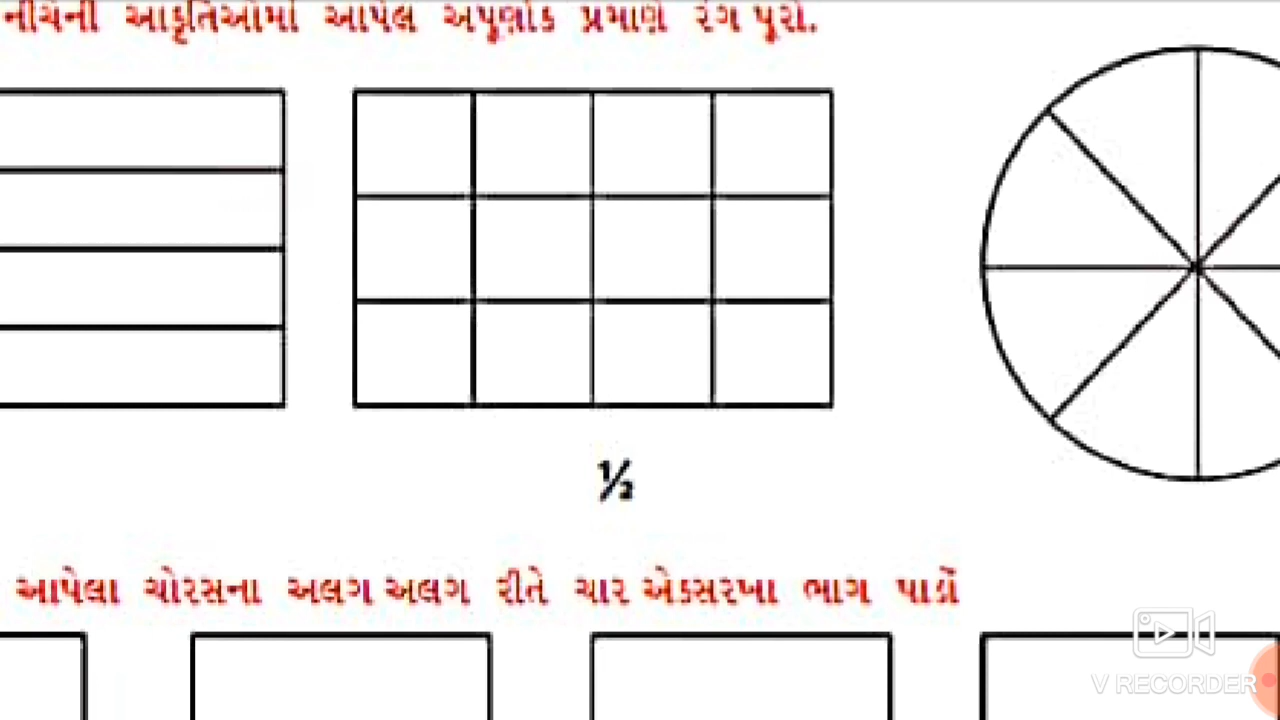 નીચેની આકૃતિઓમાં આપેલ અપૂર્ણાંક પ્રમાણે રંગ પૂરો.
½
આપેલા ચોરસના અલગ અલગ રીતે ચાર એકસરખા ભાગ પાડોં
V RECORDER